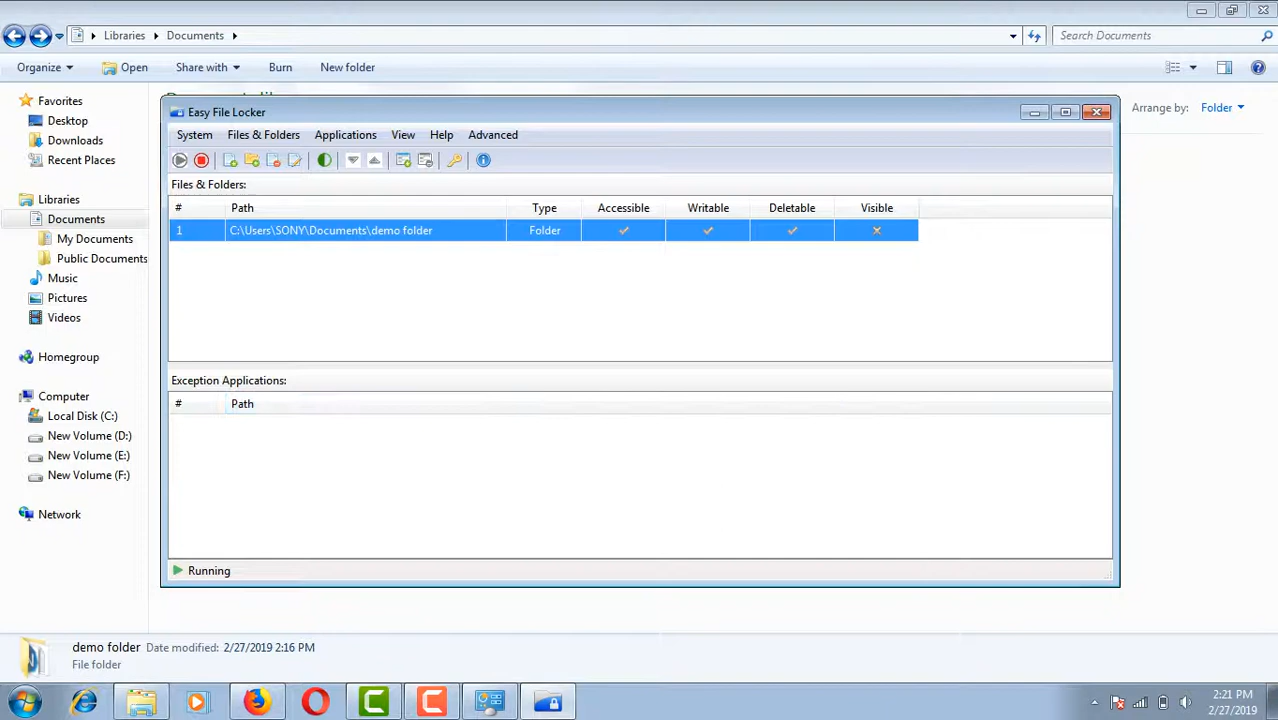 Libraries Documents
Search Documents
Organize Open Share with Burn New folder
Favorites
Desktop
Downloads
Recent Places
Libraries
Documents
My Documents
Public Documents
Music
Pictures
Videos
Homegroup
Computer
Local Disk (C:)
New Volume (D:)
New Volume (E:)
New Volume (F:)
Network
Arrange by: Folder
Easy File Locker
System Files & Folders Applications View Help Advanced
Files & Folders:
# Path Type Accessible Writable Deletable Visible
1 C:\Users\SONY\Documents\demo folder Folder
Exception Applications:
# Path
Running
demo folder Date modified: 2/27/2019 2:16 PM
File folder
2:21 PM
2/27/2019